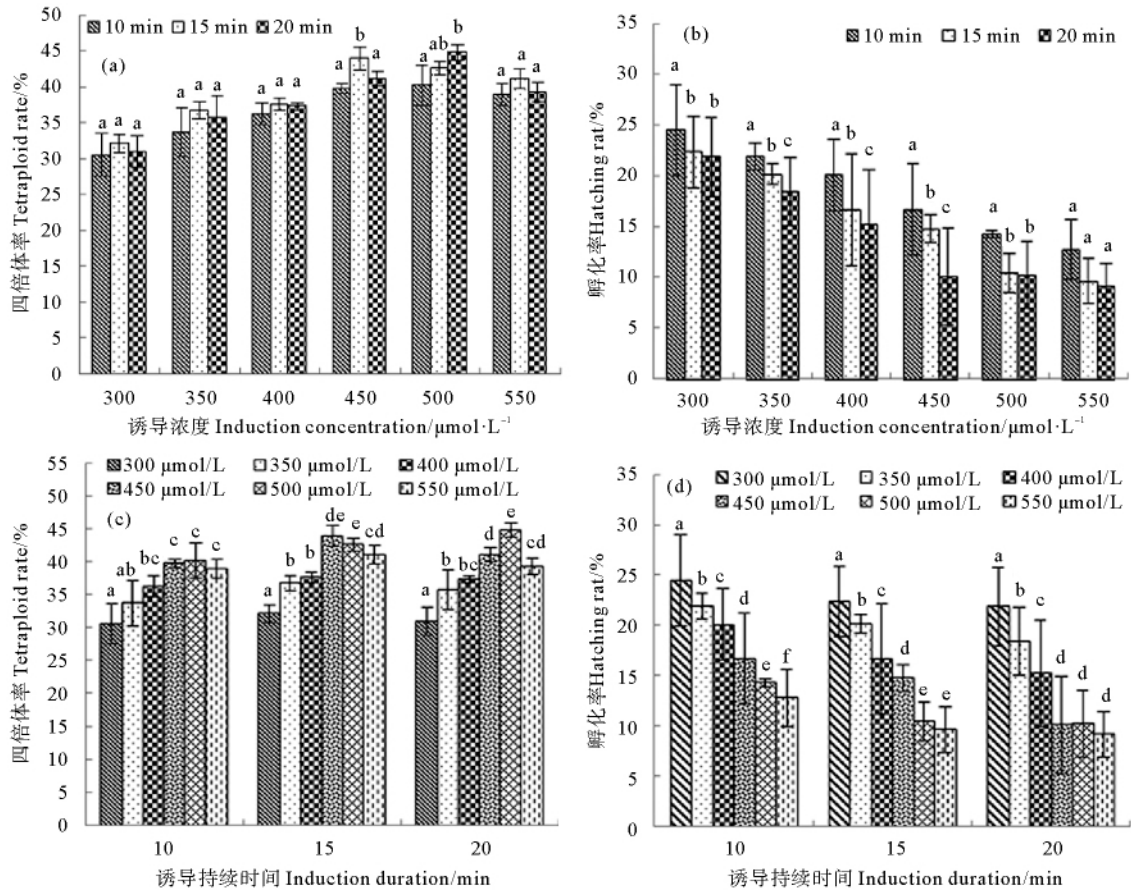 50
45
40
35
30
25
20
15
10
5
0
四倍体率 Tetraploid rate/%
10 min 15 min 20 min
(a)
a a a
a a a
a a a
a b a
a ab b
a a a
300 350 400 450 500 550
诱导浓度 Induction concentration/μmol·L⁻¹
35
30
25
20
15
10
5
0
孵化率Hatching rat/%
(b)
10 min 15 min 20 min
a b b
a b c
a b c
a b c
a b b
a a a
300 350 400 450 500 550
诱导浓度 Induction concentration/μmol·L⁻¹
55
50
45
40
35
30
25
20
15
10
5
0
四倍体率 Tetraploid rate/%
300 μmol/L 350 μmol/L 400 μmol/L
450 μmol/L 500 μmol/L 550 μmol/L
(c)
a ab bc c c c
a b b de e cd
a b bc d e cd
10 15 20
诱导持续时间 Induction duration/min
35
30
25
20
15
10
5
0
孵化率Hatching rat/%
300 μmol/L 350 μmol/L 400 μmol/L
450 μmol/L 500 μmol/L 550 μmol/L
(d)
a b c d e f
a b c d e e
a b c d d d
10 15 20
诱导持续时间 Induction duration/min